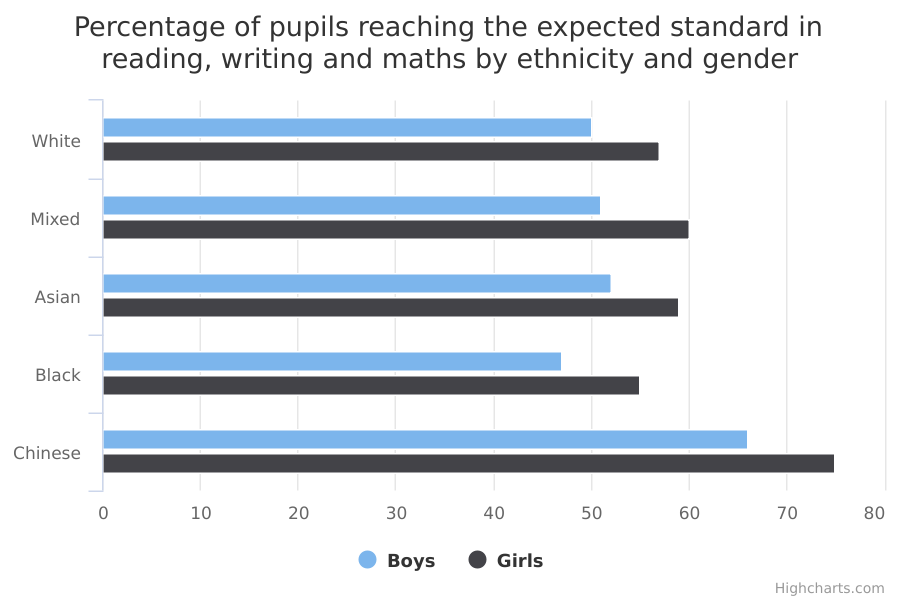 Percentage of pupils reaching the expected standard in
reading, writing and maths by ethnicity and gender
White
Mixed
Asian
Black
Chinese
0 10 20 30 40 50 60 70 80
Boys Girls
Highcharts.com